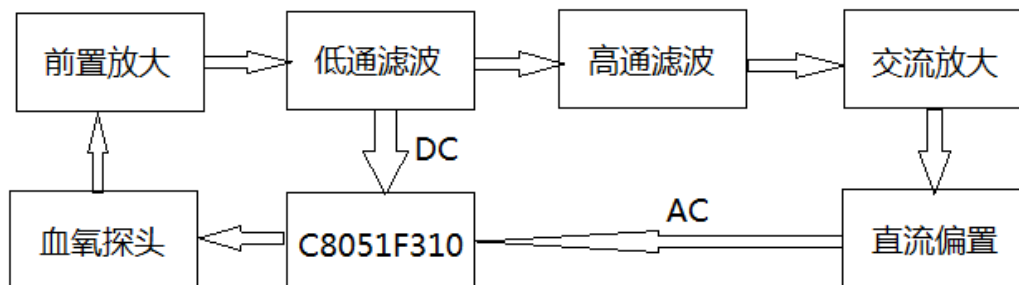 前置放大
低通滤波
高通滤波
交流放大
DC
AC
血氧探头
C8051F310
直流偏置